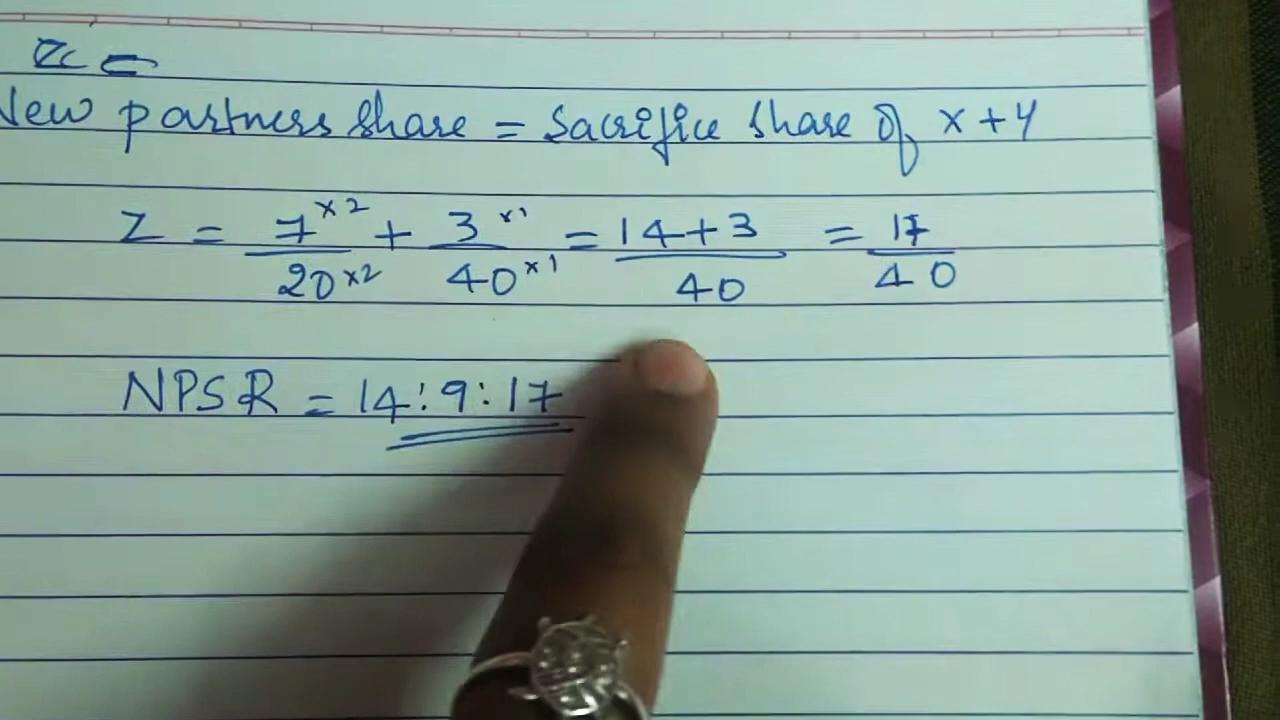 New partners share = Sacrifice share of x + y
Z = 7×2/20×2 + 3×1/40×1 = 14+3/40 = 17/40
NPSR = 14:9:17